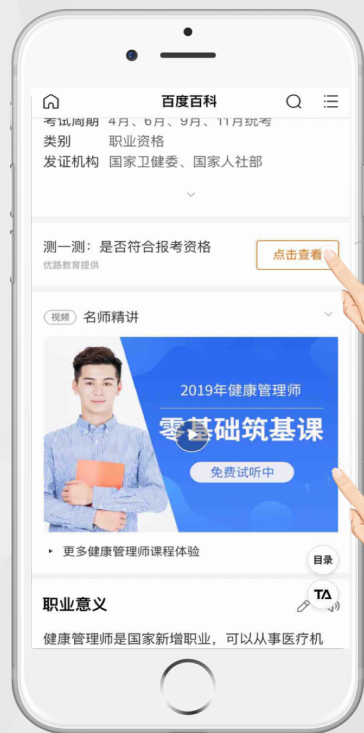 百度百科
考试周期 4月、6月、9月、11月统考
类别 职业资格
发证机构 国家卫健委、国家人社部
测一测：是否符合报考资格
点击查看
优路教育提供
视频 名师精讲
2019年健康管理师
零基础筑基课
免费试听中
更多健康管理师课程体验
目录
职业意义
TA
健康管理师是国家新增职业，可以从事医疗机